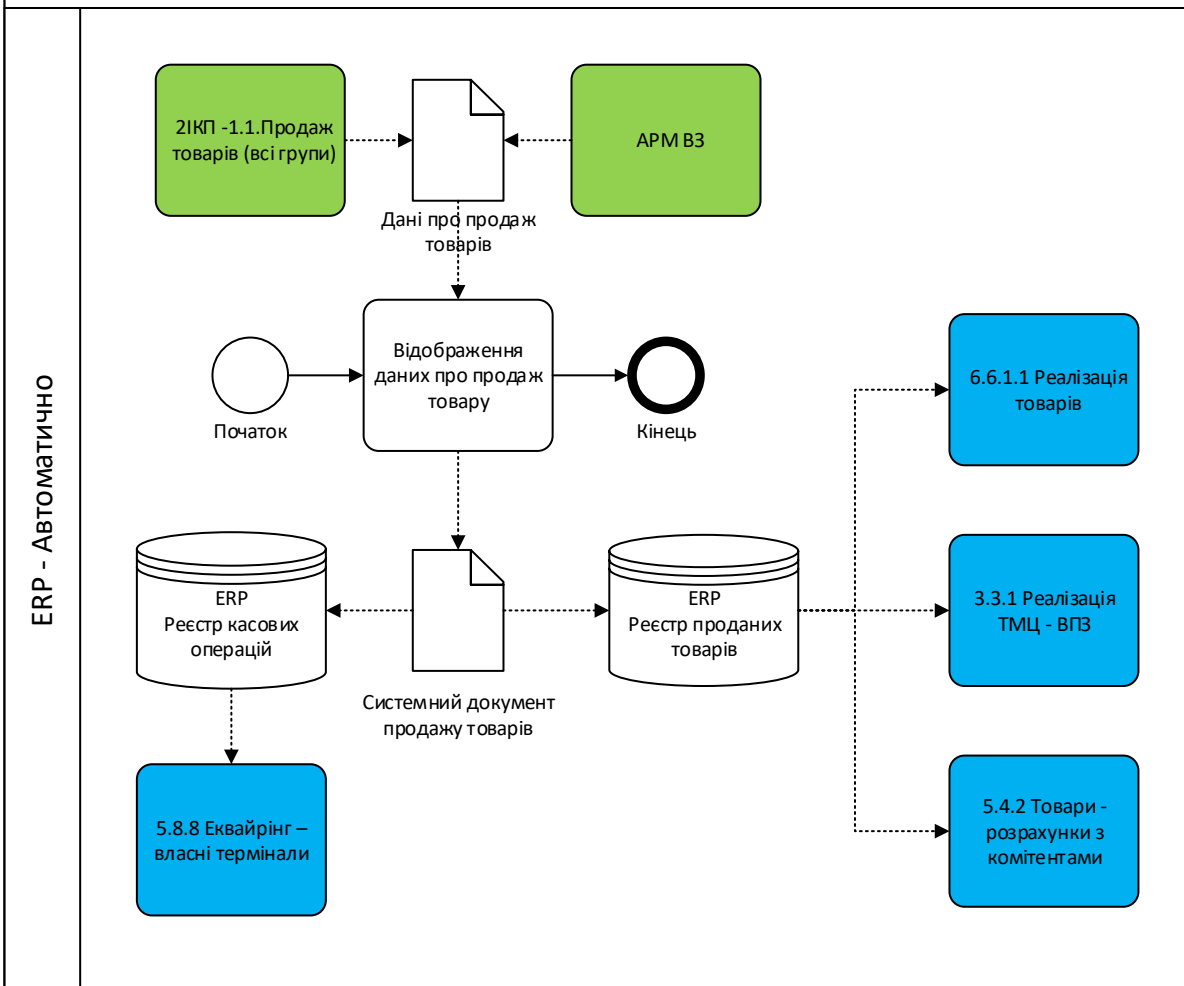 ERP - Автоматично
2ІКП -1.1.Продаж
товарів (всі групи)
АРМ ВЗ
Дані про продаж
товарів
Відображення
даних про продаж
товару
Початок
Кінець
6.6.1.1 Реалізація
товарів
ERP
Реєстр касових
операцій
ERP
Реєстр проданих
товарів
3.3.1 Реалізація
ТМЦ - ВПЗ
Системний документ
продажу товарів
5.8.8 Еквайрінг –
власні термінали
5.4.2 Товари -
розрахунки з
комітентами